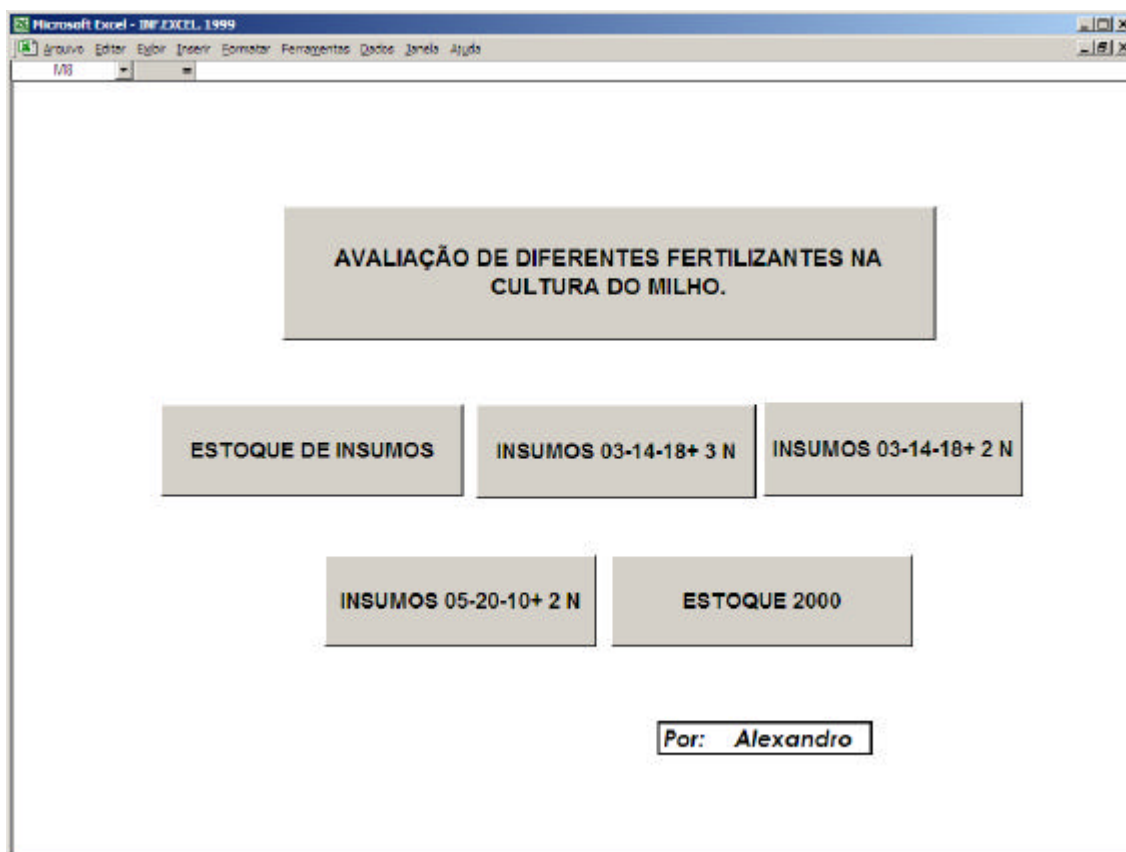 Microsoft Excel - INF.EXCEL. 1999
Arquivo Editar Exibir Inserir Formatar Ferramentas Dados Janela Ajuda
=
AVALIAÇÃO DE DIFERENTES FERTILIZANTES NA
CULTURA DO MILHO.
ESTOQUE DE INSUMOS
INSUMOS 03-14-18+ 3 N
INSUMOS 03-14-18+ 2 N
INSUMOS 05-20-10+ 2 N
ESTOQUE 2000
Por: Alexandro